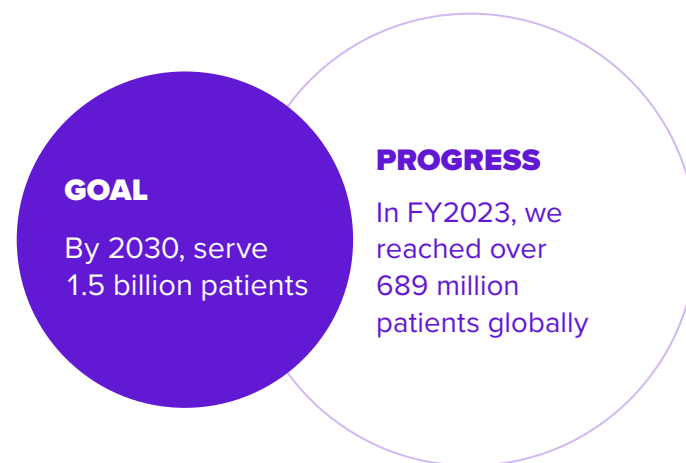 GOAL
By 2030, serve
1.5 billion patients
PROGRESS
In FY2023, we
reached over
689 million
patients globally